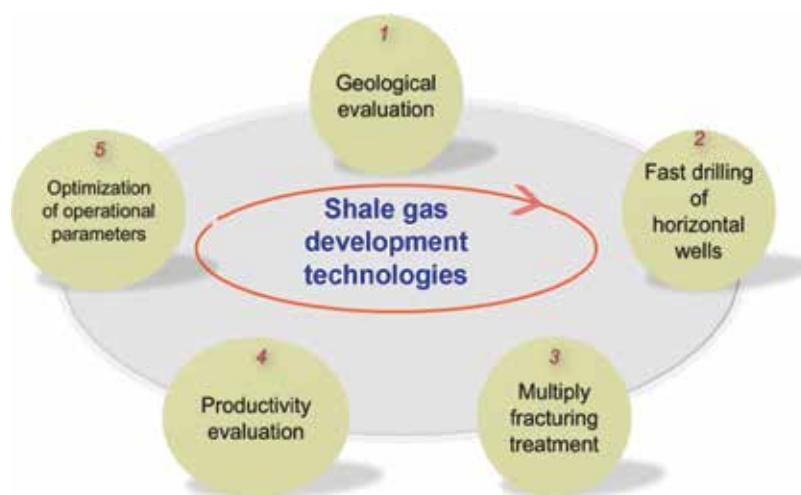 1
Geological
evaluation
2
Fast drilling
of
horizontal
wells
3
Multiply
fracturing
treatment
4
Productivity
evaluation
5
Optimization
of operational
parameters
Shale gas
development
technologies